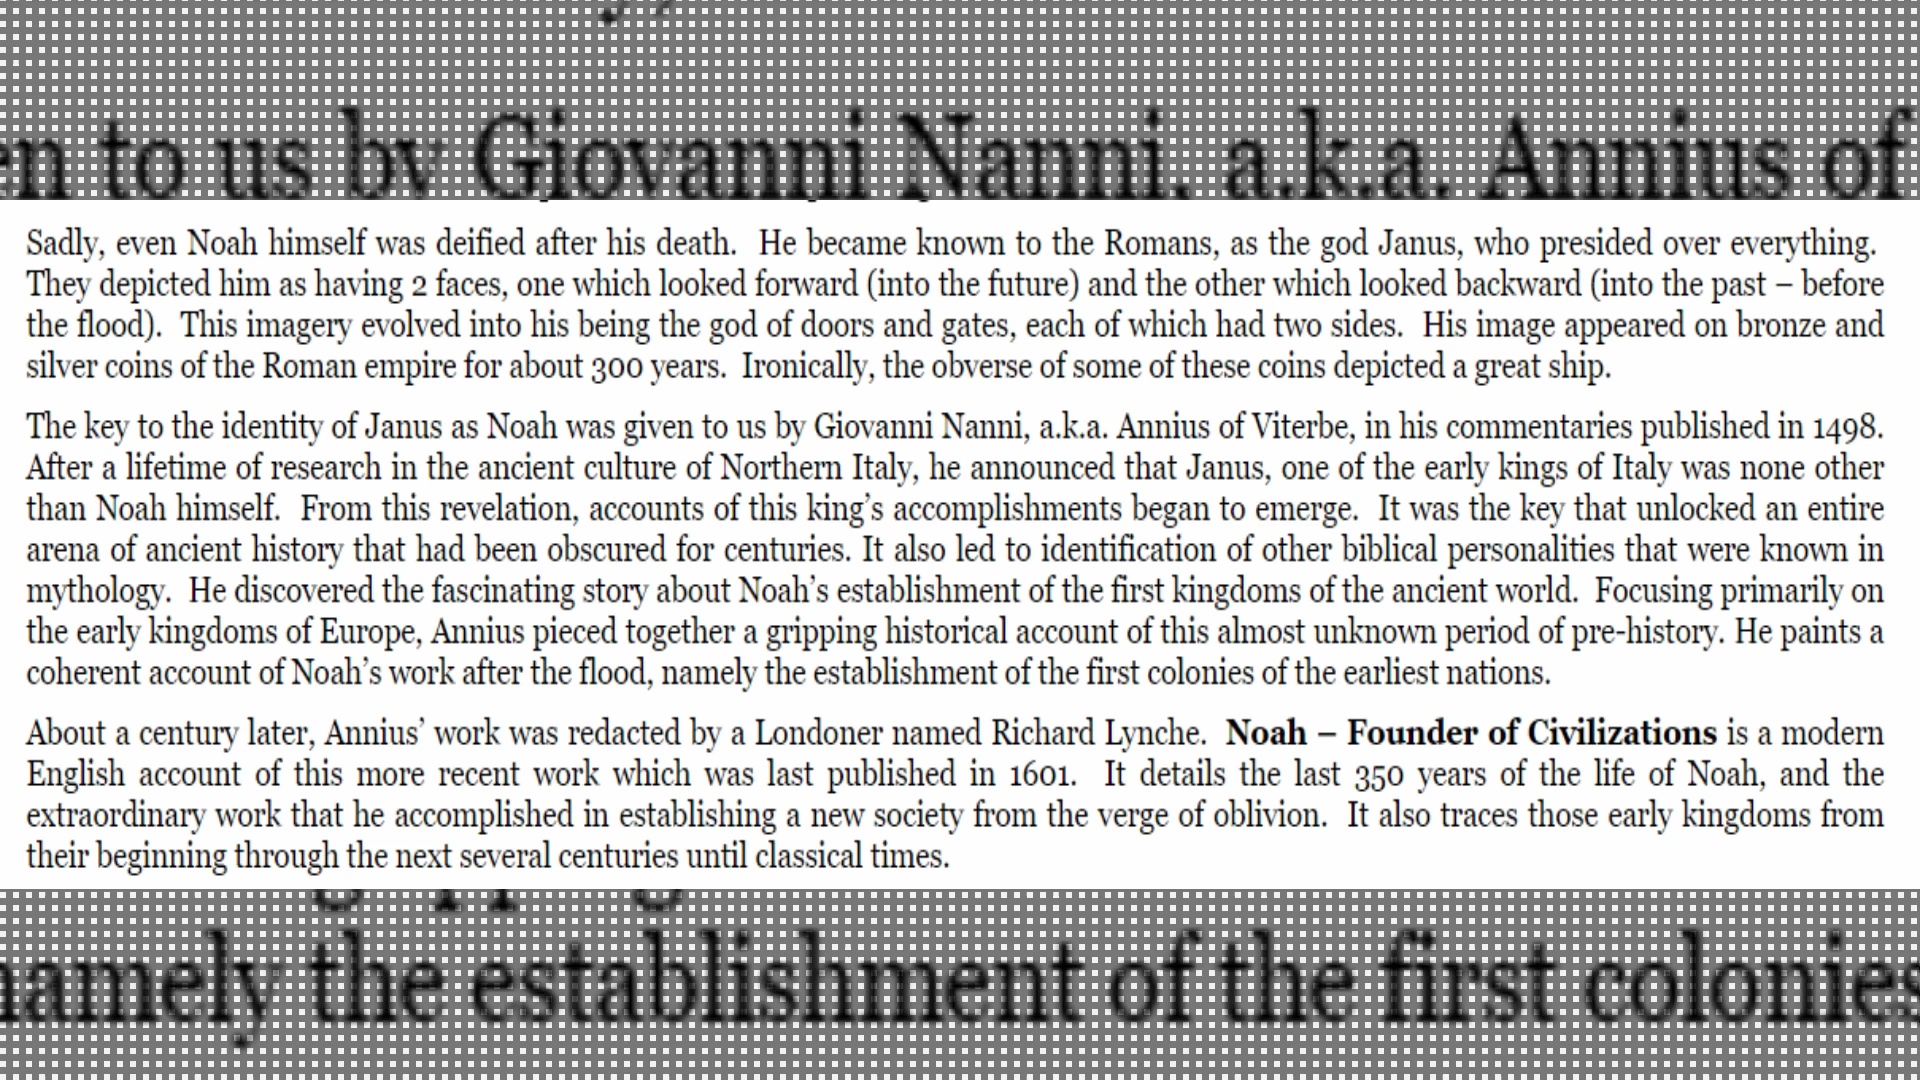 en to us by Giovanni Nanni, a.k.a. Annius of
Sadly, even Noah himself was deified after his death. He became known to the Romans, as the god Janus, who presided over everything.
They depicted him as having 2 faces, one which looked forward (into the future) and the other which looked backward (into the past – before
the flood). This imagery evolved into his being the god of doors and gates, each of which had two sides. His image appeared on bronze and
silver coins of the Roman empire for about 300 years. Ironically, the obverse of some of these coins depicted a great ship.
The key to the identity of Janus as Noah was given to us by Giovanni Nanni, a.k.a. Annius of Viterbe, in his commentaries published in 1498.
After a lifetime of research in the ancient culture of Northern Italy, he announced that Janus, one of the early kings of Italy was none other
than Noah himself. From this revelation, accounts of this king’s accomplishments began to emerge. It was the key that unlocked an entire
arena of ancient history that had been obscured for centuries. It also led to identification of other biblical personalities that were known in
mythology. He discovered the fascinating story about Noah’s establishment of the first kingdoms of the ancient world. Focusing primarily on
the early kingdoms of Europe, Annius pieced together a gripping historical account of this almost unknown period of pre-history. He paints a
coherent account of Noah’s work after the flood, namely the establishment of the first colonies of the earliest nations.
About a century later, Annius’ work was redacted by a Londoner named Richard Lynche. Noah – Founder of Civilizations is a modern
English account of this more recent work which was last published in 1601. It details the last 350 years of the life of Noah, and the
extraordinary work that he accomplished in establishing a new society from the verge of oblivion. It also traces those early kingdoms from
their beginning through the next several centuries until classical times.
namely the establishment of the first colonies